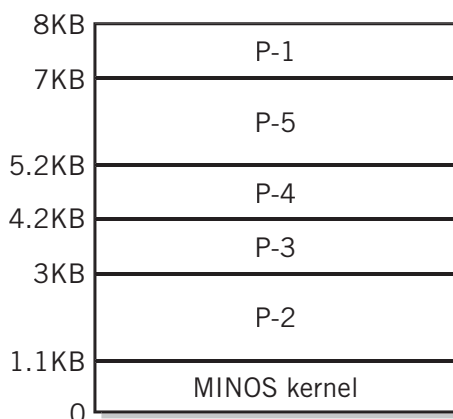 8KB
P-1
7KB
P-5
5.2KB
P-4
4.2KB
P-3
3KB
P-2
1.1KB
MINOS kernel
0